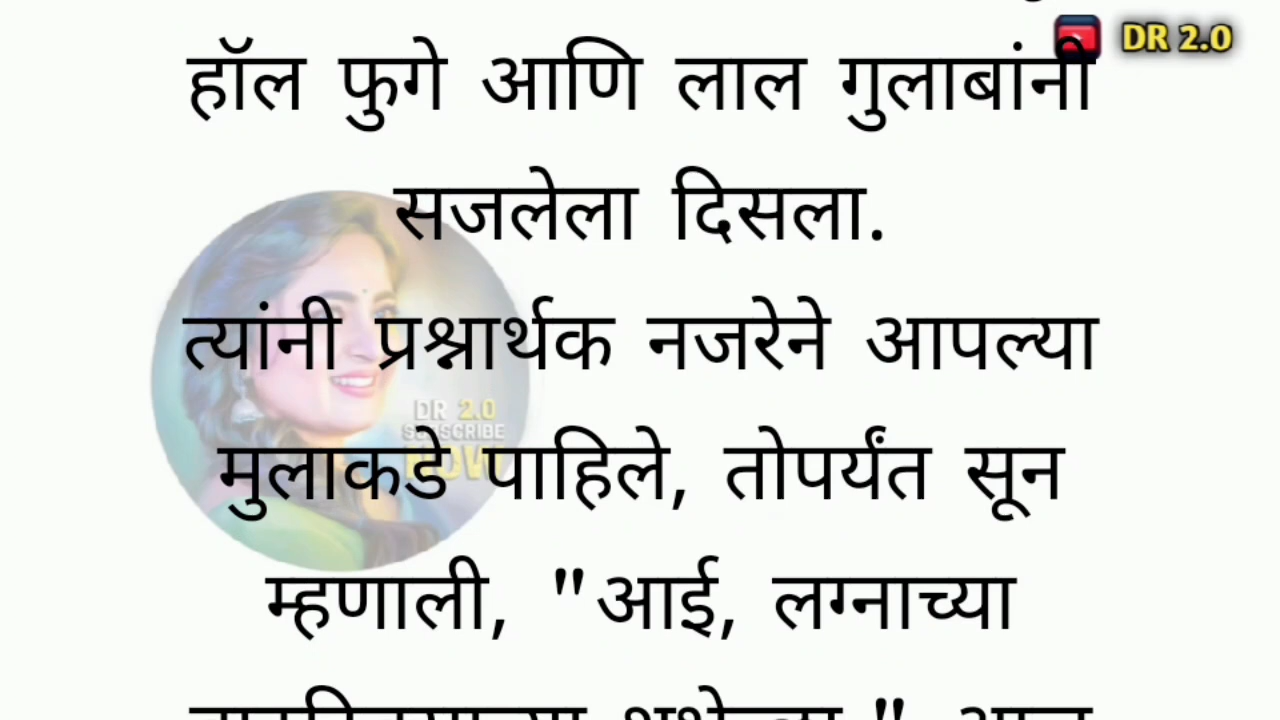 DR 2.0
हॉल फुगे आणि लाल गुलाबांनी
सजलेला दिसला.
त्यांनी प्रश्नार्थक नजरेने आपल्या
DR 2.0
SUBSCRIBE
NOW
मुलाकडे पाहिले, तोपर्यंत सून
म्हणाली, "आई, लग्नाच्या